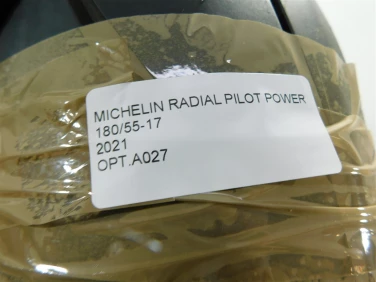 MICHELIN RADIAL PILOT POWER
180/55-17
2021
OPT.A027